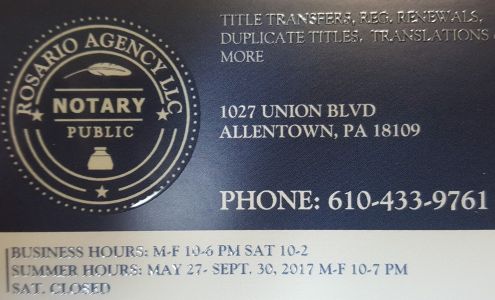 ROSARIO AGENCY LLC
NOTARY
PUBLIC
TITLE TRANSFERS, REG. RENEWALS,
DUPLICATE TITLES, TRANSLATIONS
MORE
1027 UNION BLVD
ALLENTOWN, PA 18109
PHONE: 610-433-9761
BUSINESS HOURS: M-F 10-6 PM SAT 10-2
SUMMER HOURS: MAY 27- SEPT. 30, 2017 M-F 10-7 PM
SAT. CLOSED